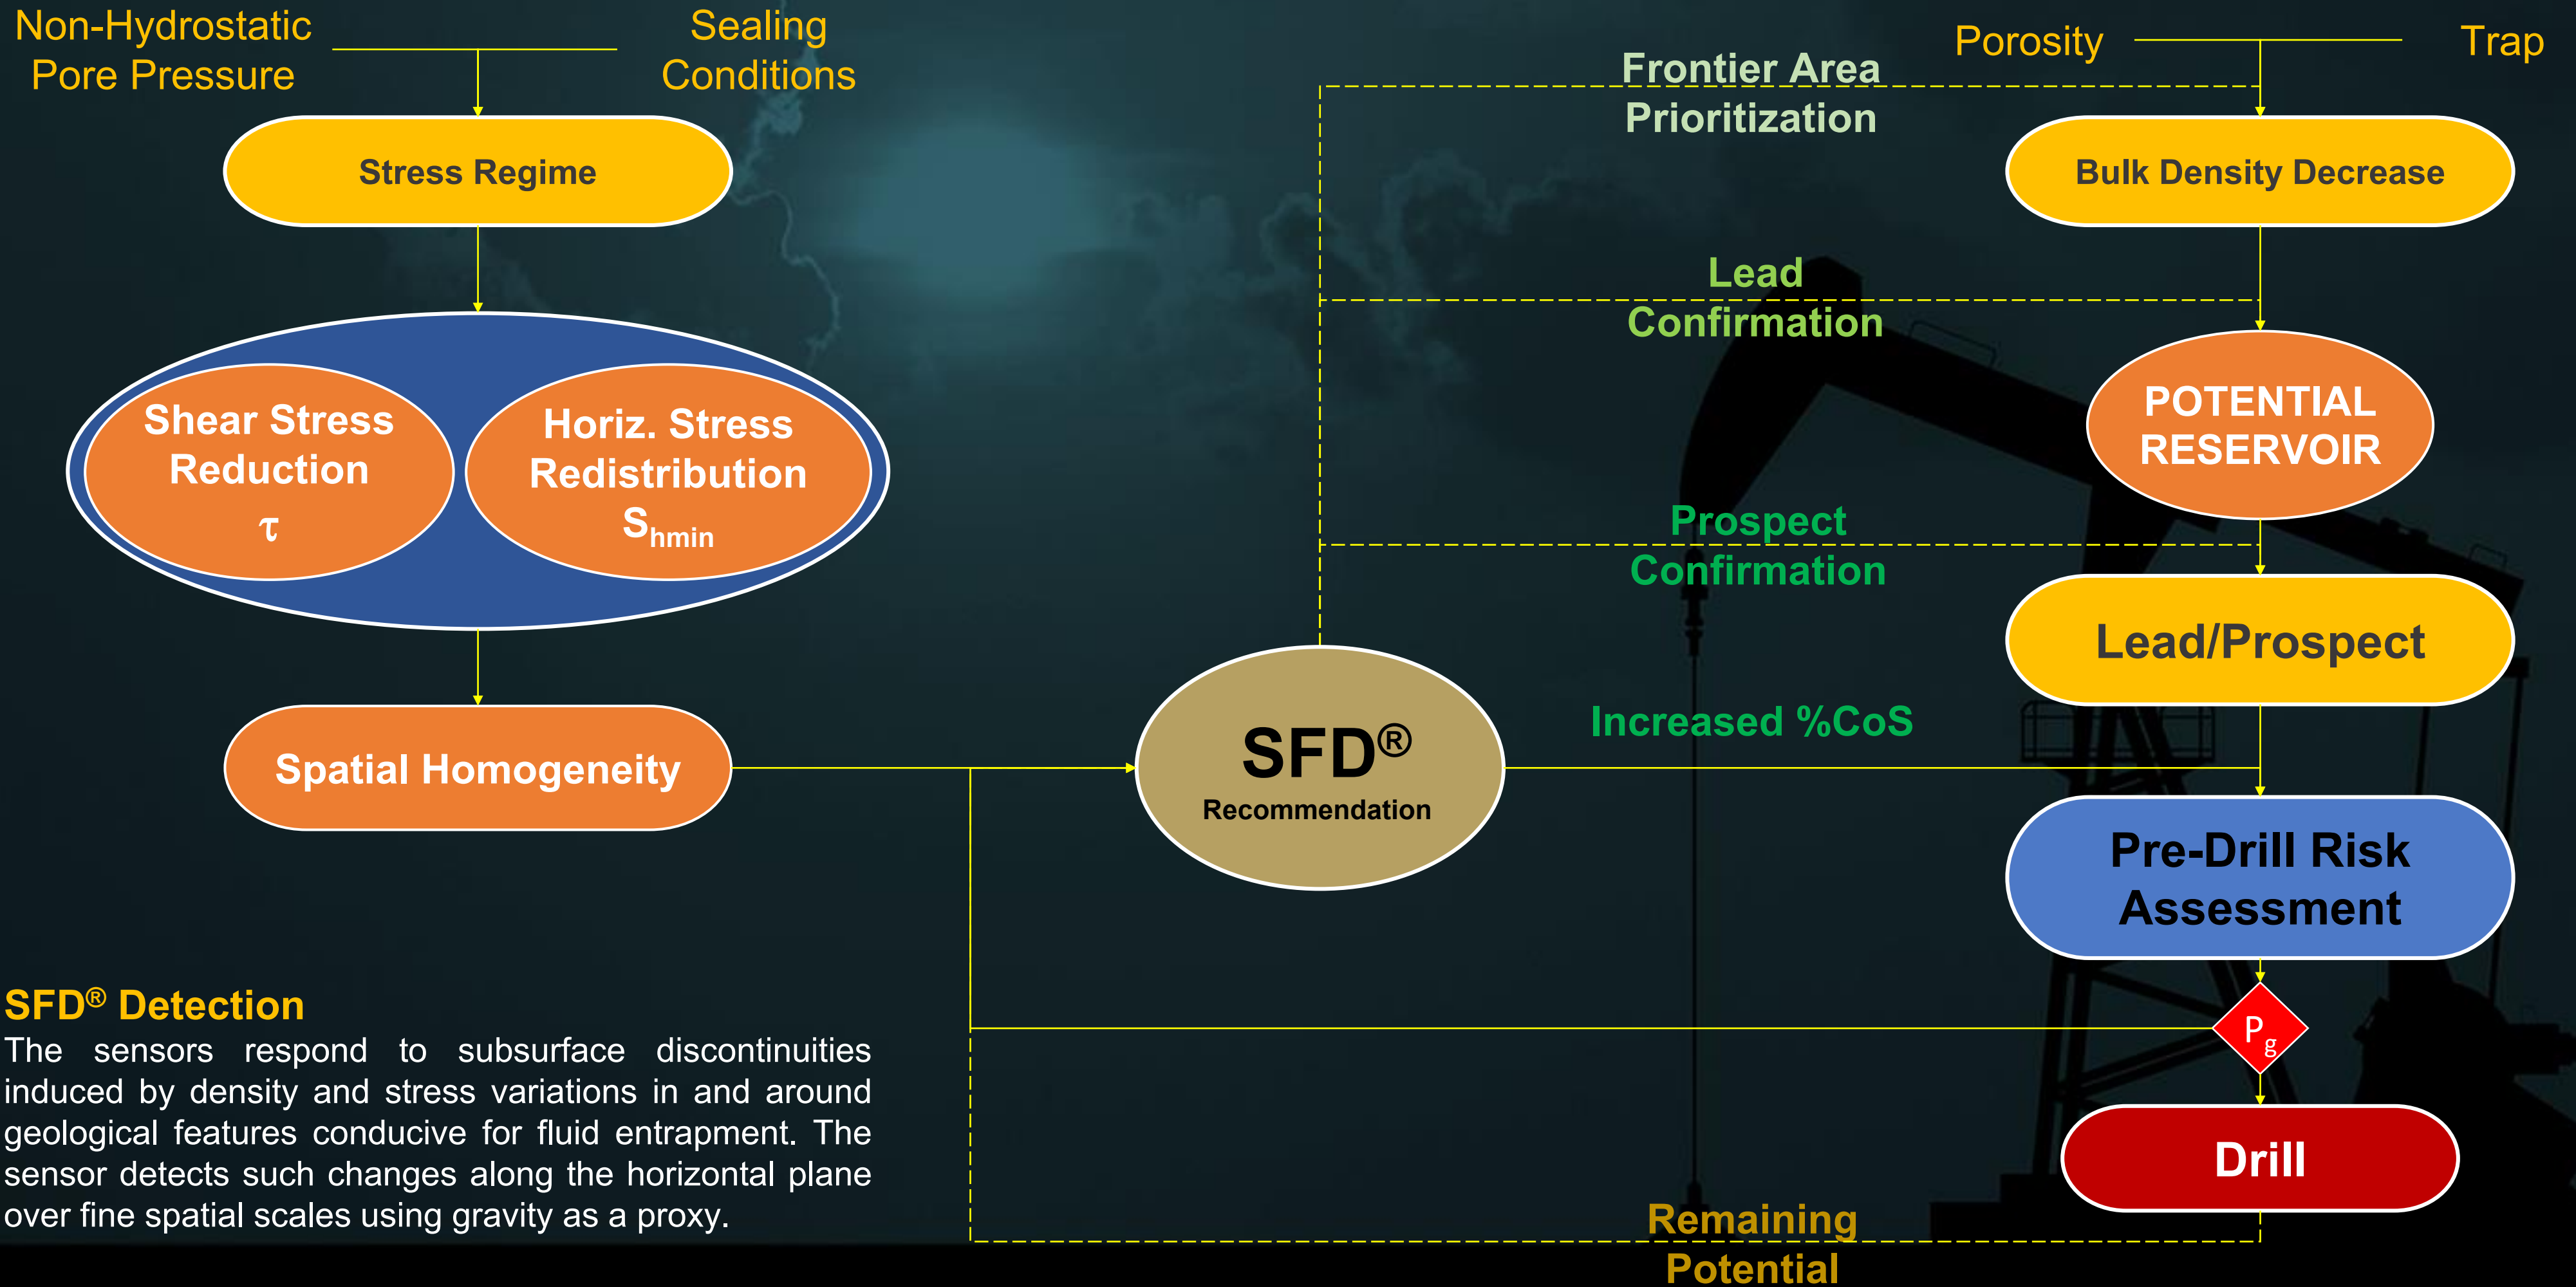 Non-Hydrostatic
Pore Pressure
Sealing
Conditions
Stress Regime
Shear Stress
Reduction
τ
Horiz. Stress
Redistribution
Shmin
Spatial Homogeneity
SFD® Detection
The sensors respond to subsurface discontinuities
induced by density and stress variations in and around
geological features conducive for fluid entrapment. The
sensor detects such changes along the horizontal plane
over fine spatial scales using gravity as a proxy.
SFD®
Recommendation
Frontier Area
Prioritization
Lead
Confirmation
Prospect
Confirmation
Increased %CoS
Remaining
Potential
Porosity
Trap
Bulk Density Decrease
POTENTIAL
RESERVOIR
Lead/Prospect
Pre-Drill Risk
Assessment
Pg
Drill